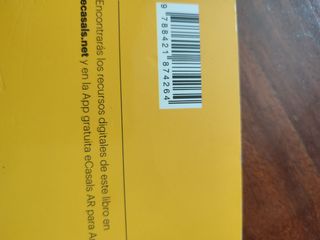 9 788421 874264
Encontrarás los recursos digitales de este libro en
ecasals.net y en la App gratuita eCasals AR para A